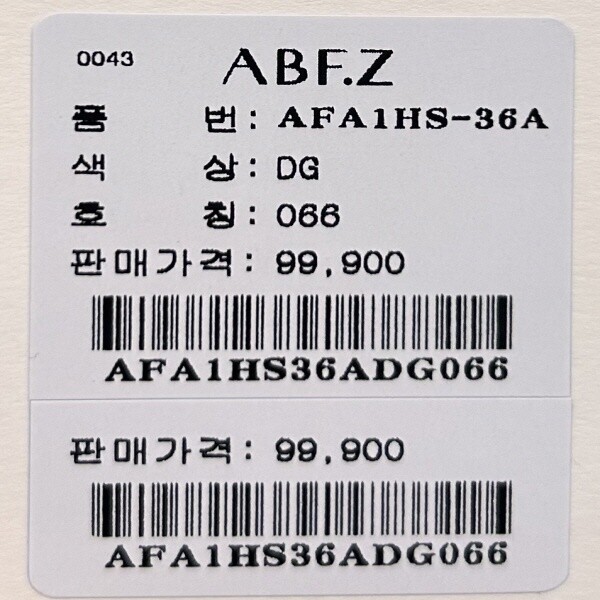 0043 ABF.Z
품 번 : AFA1HS-36A
색 상 : DG
호 칭 : 066
판매가격 : 99,900
AFA1HS36ADG066
판매가격 : 99,900
AFA1HS36ADG066